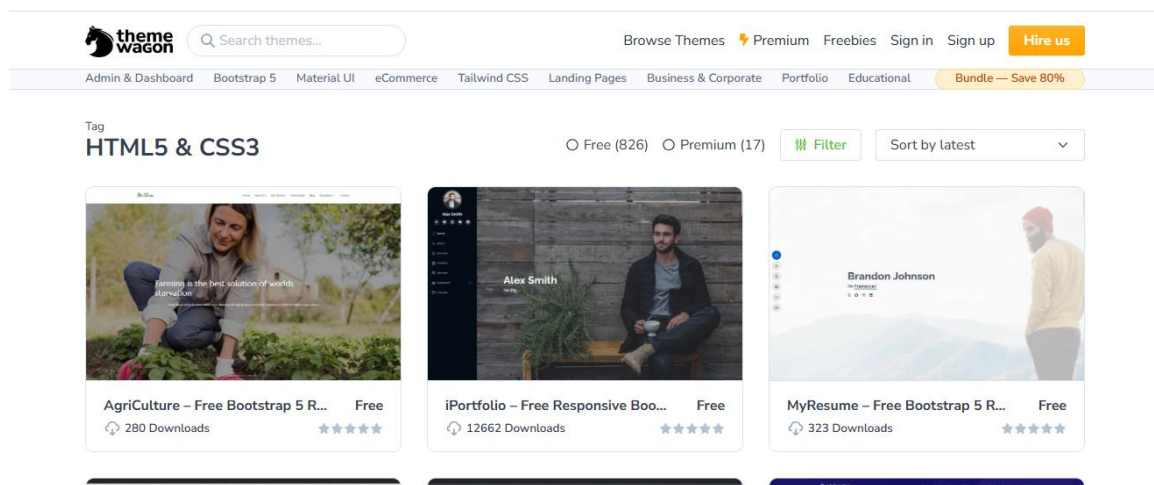 theme
wagon
Search themes...
Browse Themes
Premium
Freebies
Sign in
Sign up
Hire us
Admin & Dashboard
Bootstrap 5
Material UI
eCommerce
Tailwind CSS
Landing Pages
Business & Corporate
Portfolio
Educational
Bundle — Save 80%
Tag
HTML5 & CSS3
Free (826)
Premium (17)
Filter
Sort by latest
Farming is the best solution of worlds
starvation
Alex Smith
Alex Smith
Brandon Johnson
I'm Freelancer
AgriCulture – Free Bootstrap 5 R...
Free
280 Downloads
iPortfolio – Free Responsive Boo...
Free
12662 Downloads
MyResume – Free Bootstrap 5 R...
Free
323 Downloads